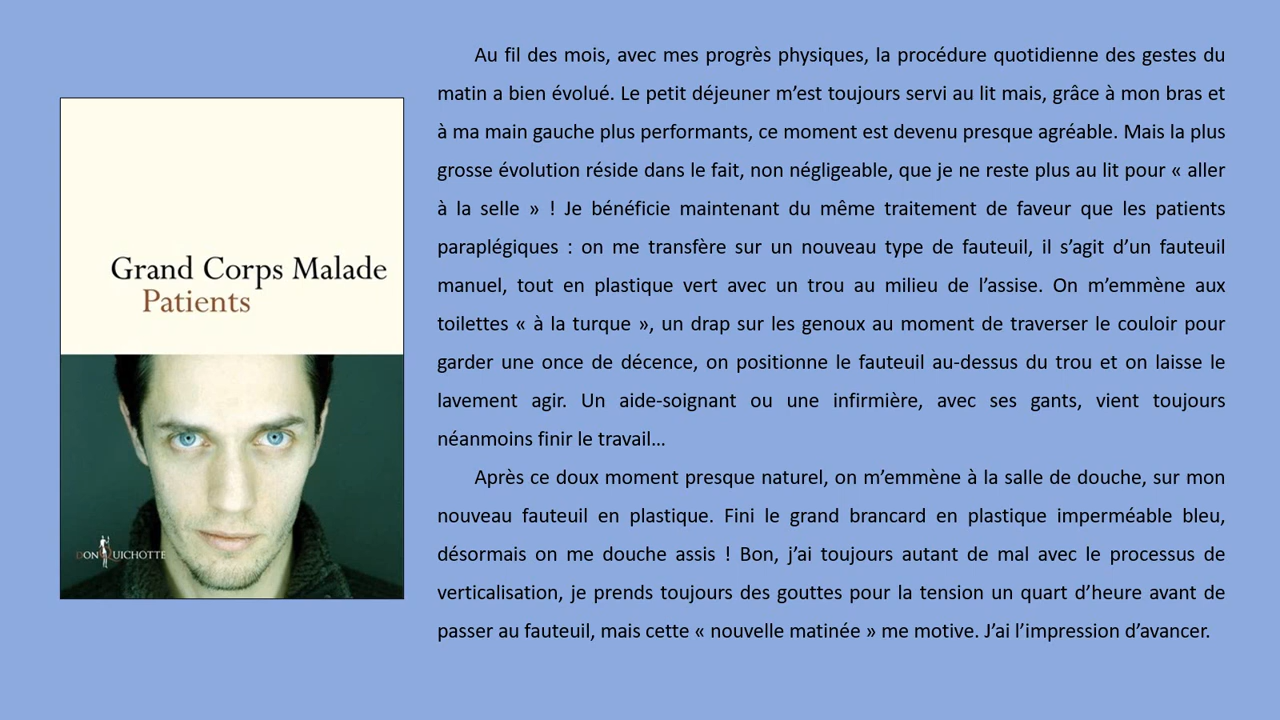 Grand Corps Malade
Patients
DONQUICHOTTE
Au fil des mois, avec mes progrès physiques, la procédure quotidienne des gestes du
matin a bien évolué. Le petit déjeuner m’est toujours servi au lit mais, grâce à mon bras et
à ma main gauche plus performants, ce moment est devenu presque agréable. Mais la plus
grosse évolution réside dans le fait, non négligeable, que je ne reste plus au lit pour « aller
à la selle » ! Je bénéficie maintenant du même traitement de faveur que les patients
paraplégiques : on me transfère sur un nouveau type de fauteuil, il s’agit d’un fauteuil
manuel, tout en plastique vert avec un trou au milieu de l’assise. On m’emmène aux
toilettes « à la turque », un drap sur les genoux au moment de traverser le couloir pour
garder une once de décence, on positionne le fauteuil au-dessus du trou et on laisse le
lavement agir. Un aide-soignant ou une infirmière, avec ses gants, vient toujours
néanmoins finir le travail…
Après ce doux moment presque naturel, on m’emmène à la salle de douche, sur mon
nouveau fauteuil en plastique. Fini le grand brancard en plastique imperméable bleu,
désormais on me douche assis ! Bon, j’ai toujours autant de mal avec le processus de
verticalisation, je prends toujours des gouttes pour la tension un quart d’heure avant de
passer au fauteuil, mais cette « nouvelle matinée » me motive. J’ai l’impression d’avancer.